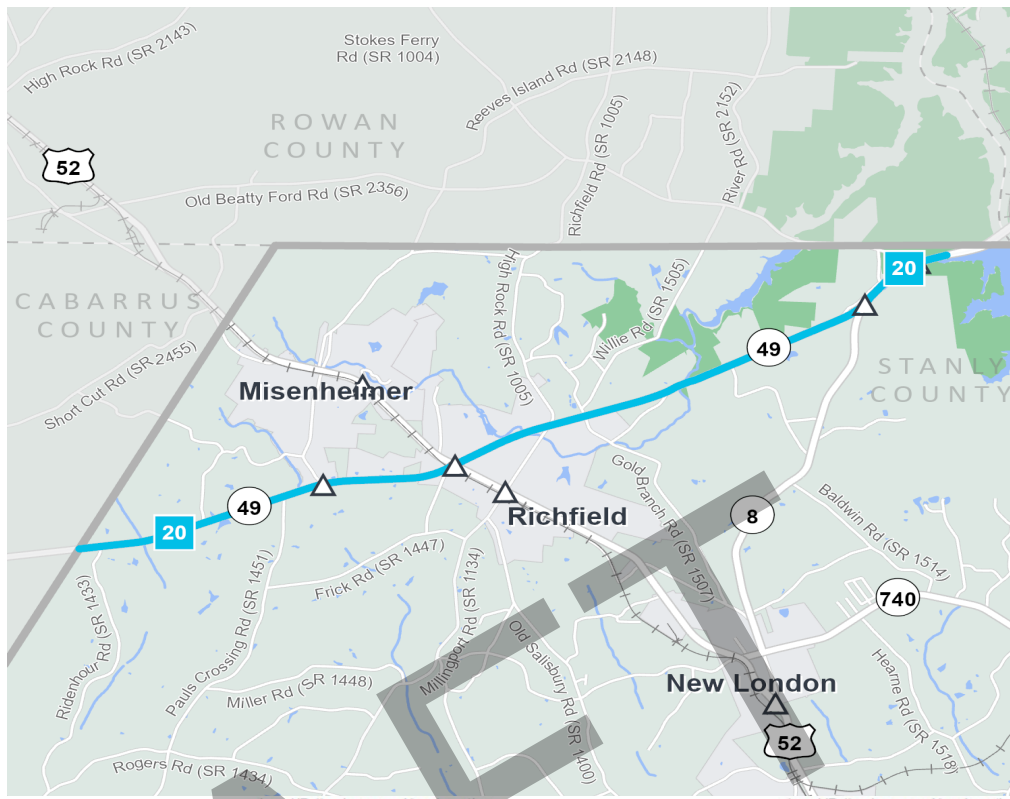 High Rock Rd (SR 2143)
Stokes Ferry
Rd (SR 1004)
Reeves Island Rd (SR 2148)
ROWAN
COUNTY
52
Richfield Rd (SR 1005)
River Rd (SR 2152)
Old Beatty Ford Rd (SR 2356)
20
CABARRUS
COUNTY
High Rock Rd (SR 1005)
Willie Rd (SR 1505)
49
STANLY
COUNTY
Short Cut Rd (SR 2455)
Misenheimer
49
20
Richfield
Gold Branch Rd (SR 1507)
8
Baldwin Rd (SR 1514)
Frick Rd (SR 1447)
740
Ridenhour Rd (SR 1433)
Pauls Crossing Rd (SR 1451)
Millingport Rd (SR 1134)
Old Salisbury Rd (SR 1400)
Miller Rd (SR 1448)
New London
Hearne Rd (SR 1518)
52
Rogers Rd (SR 1434)